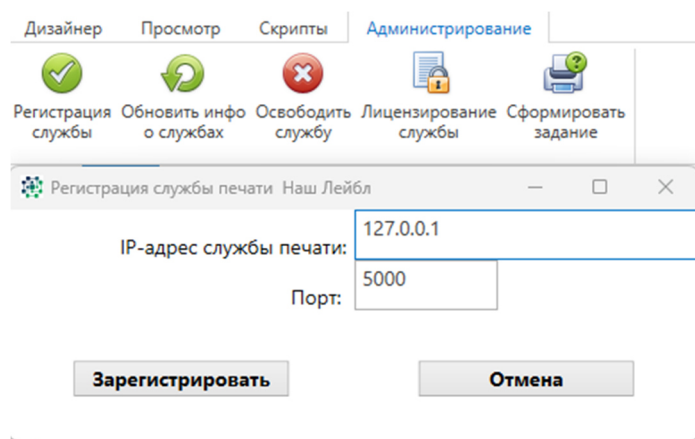 Дизайнер Просмотр Скрипты Администрирование
Регистрация Обновить инфо Освободить Лицензирование Сформировать
службы о службах службу службы задание
Регистрация службы печати Наш Лейбл
IP-адрес службы печати: 127.0.0.1
Порт: 5000
Зарегистрировать Отмена